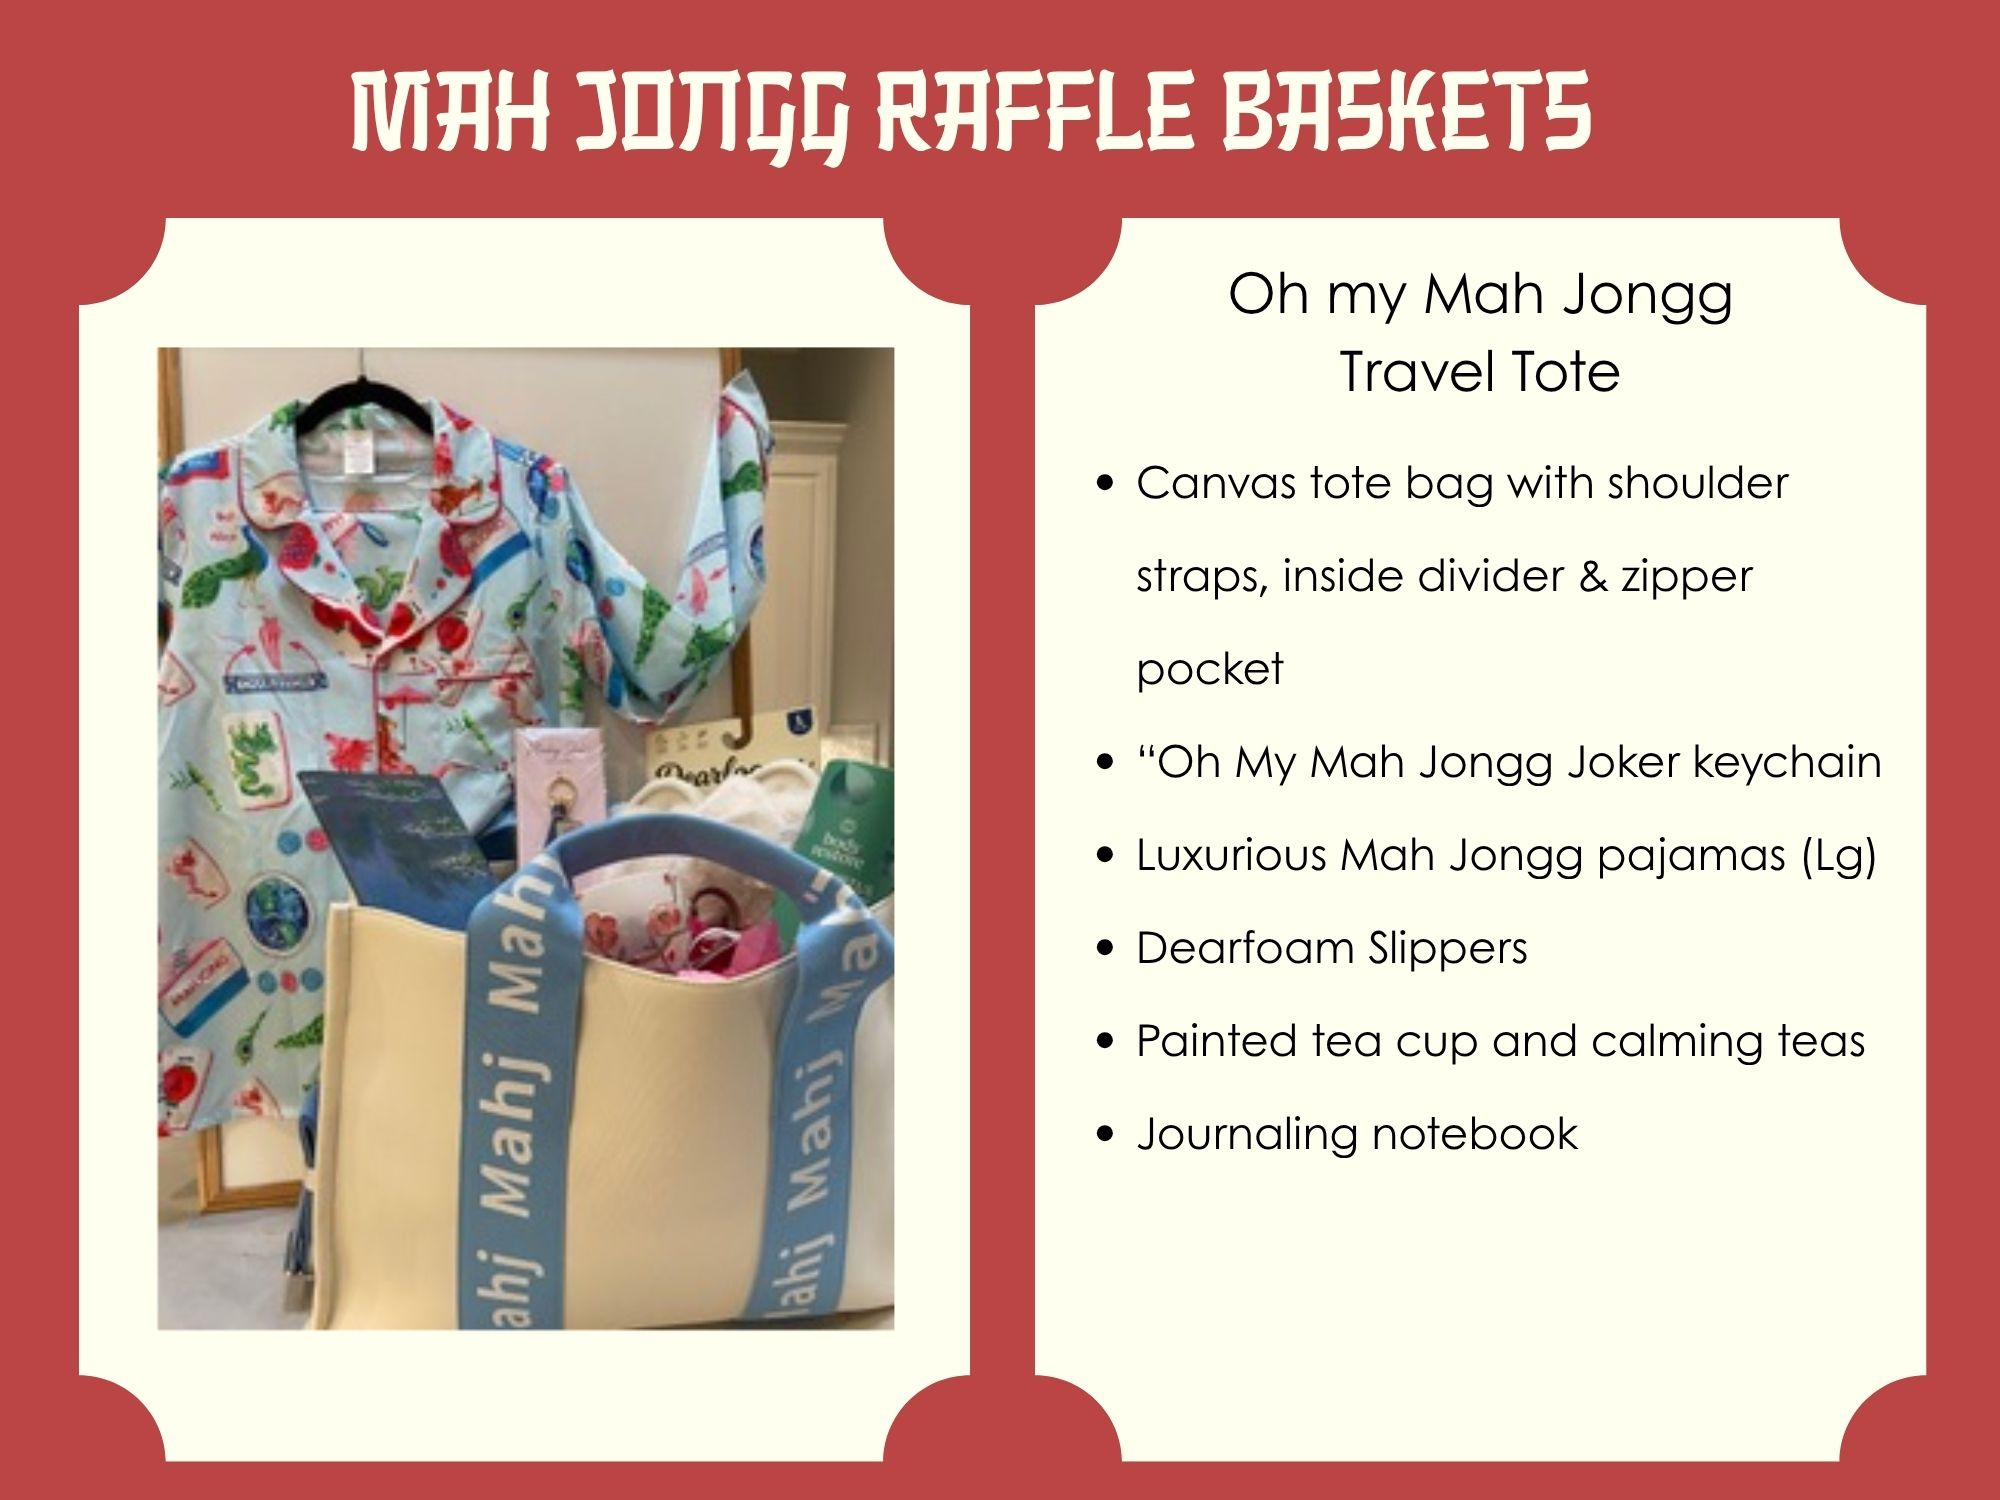 MAH JONGG RAFFLE BASKETS
Oh my Mah Jongg
Travel Tote
• Canvas tote bag with shoulder
straps, inside divider & zipper
pocket
• “Oh My Mah Jongg Joker keychain
• Luxurious Mah Jongg pajamas (Lg)
• Dearfoam Slippers
• Painted tea cup and calming teas
• Journaling notebook
body
restore
Mah
Mahj
ahj
Ma
Mahj
ahj
MAHJONG